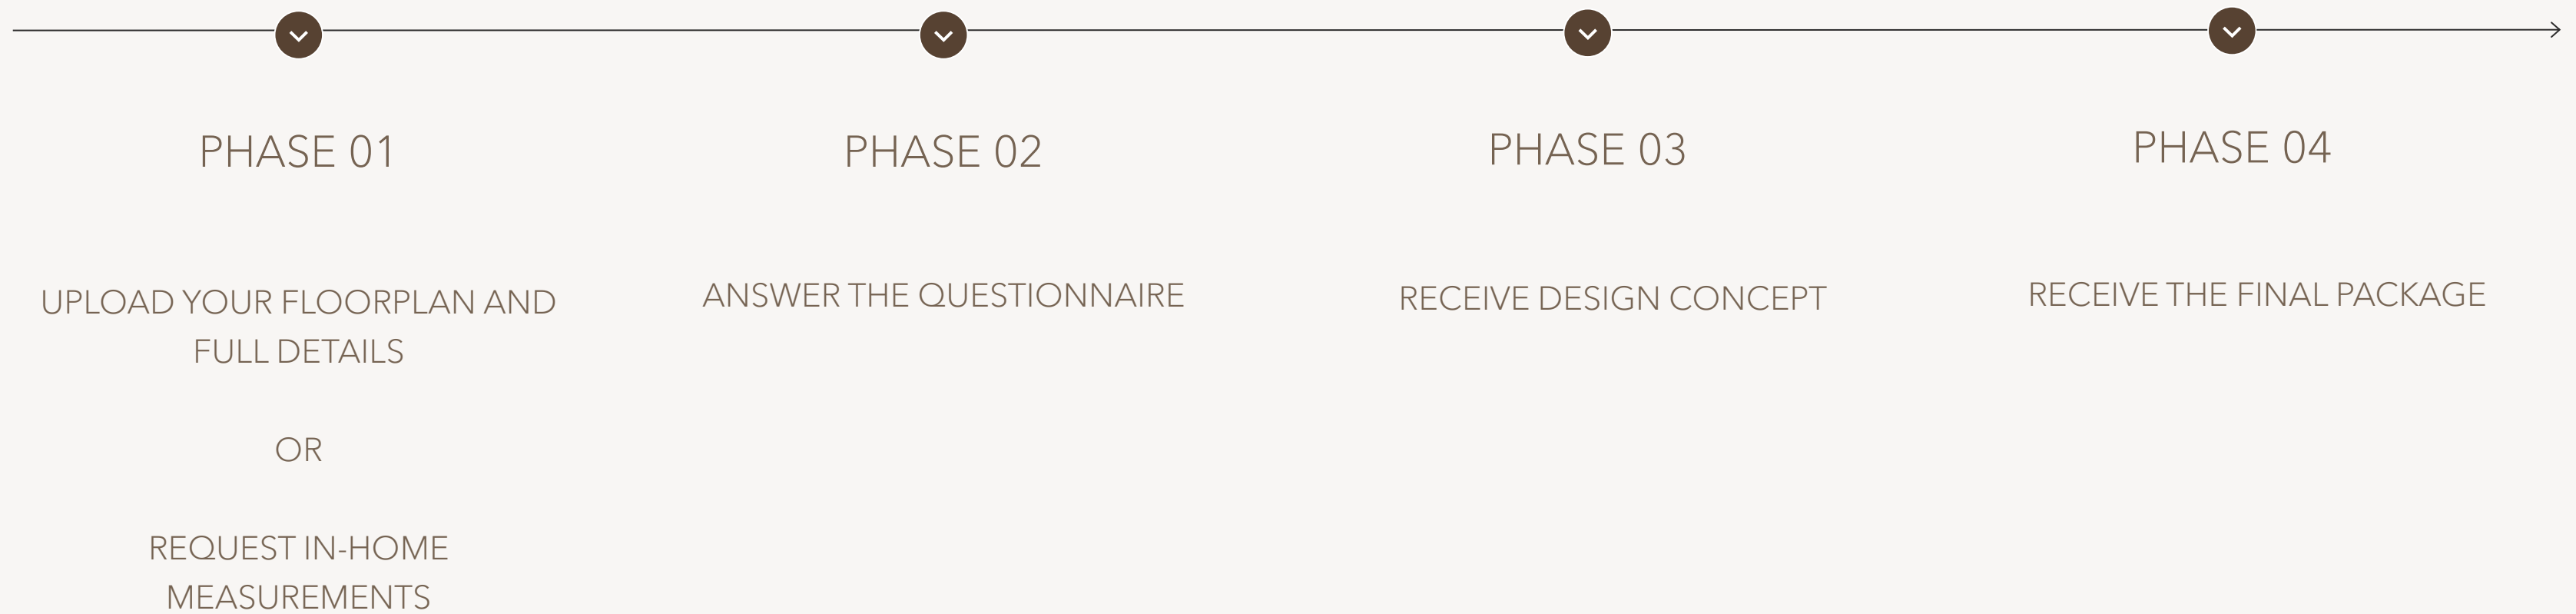 PHASE 01
UPLOAD YOUR FLOORPLAN AND
FULL DETAILS
OR
REQUEST IN-HOME
MEASUREMENTS
PHASE 02
ANSWER THE QUESTIONNAIRE
PHASE 03
RECEIVE DESIGN CONCEPT
PHASE 04
RECEIVE THE FINAL PACKAGE